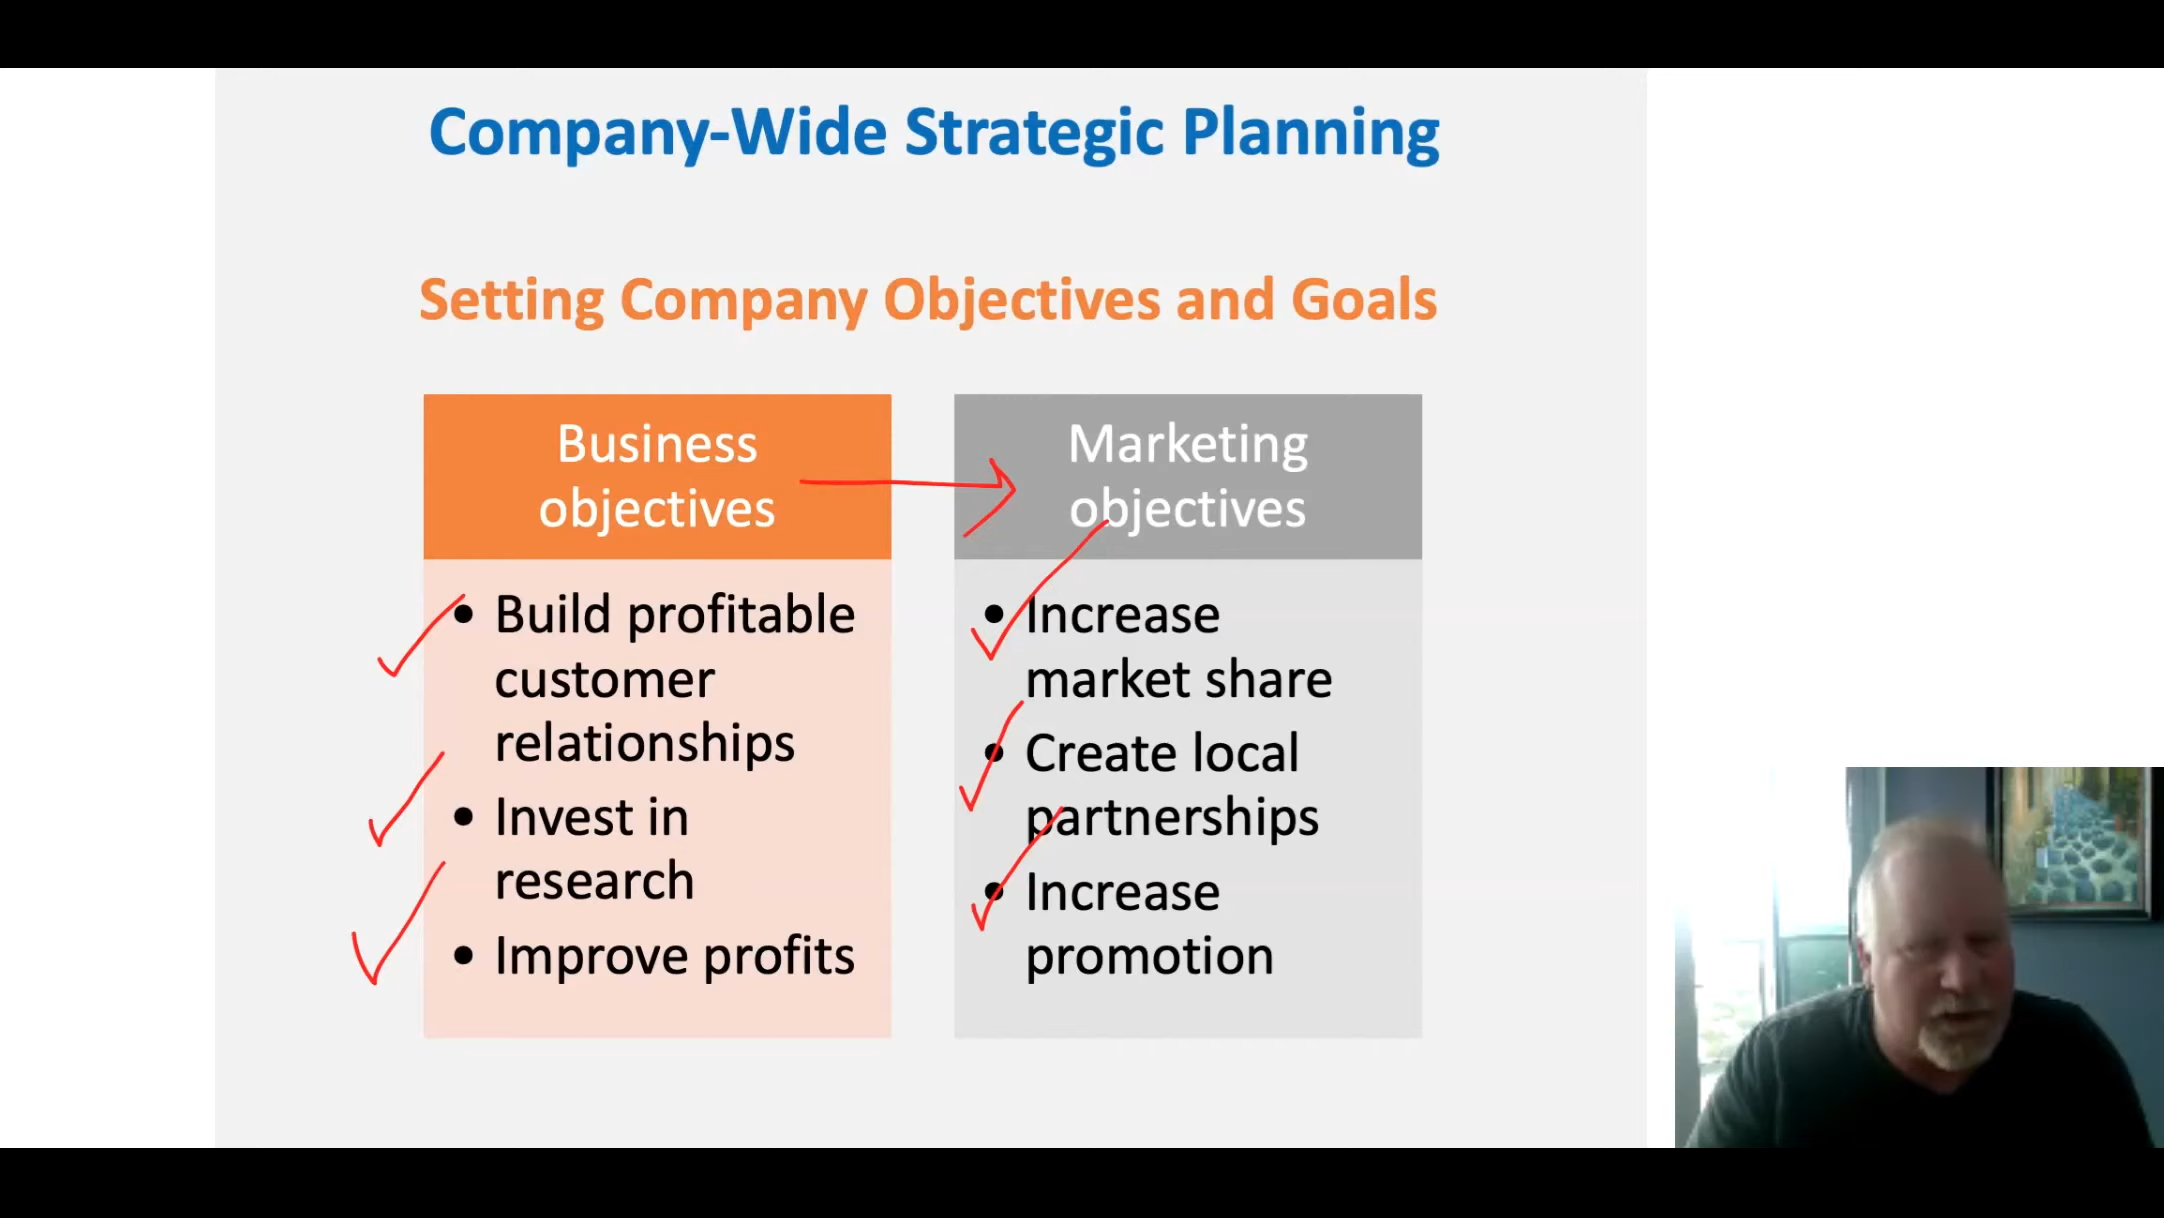 Company-Wide Strategic Planning
Setting Company Objectives and Goals
Business
objectives
• Build profitable
customer
relationships
• Invest in
research
• Improve profits
Marketing
objectives
• Increase
market share
• Create local
partnerships
• Increase
promotion